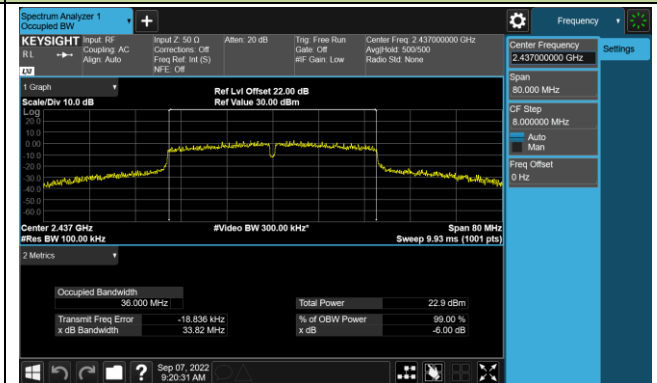 Spectrum Analyzer 1
Occupied BW
Frequency
KEYSIGHT
R L
LXI
Input: RF
Coupling: AC
Align: Auto
Input Z: 50 Ω
Corrections: Off
Freq Ref: Int (S)
NFE: Off
Atten: 20 dB
Trig: Free Run
Gate: Off
#IF Gain: Low
Center Freq: 2.437000000 GHz
Avg|Hold: 500/500
Radio Std: None
Center Frequency
2.437000000 GHz
Settings
Span
80.000 MHz
CF Step
8.000000 MHz
Auto
Man
Freq Offset
0 Hz
1 Graph
Scale/Div 10.0 dB
Ref Lvl Offset 22.00 dB
Ref Value 30.00 dBm
Log
20.0
10.0
0.00
-10.0
-20.0
-30.0
-40.0
-50.0
-60.0
Center 2.437 GHz
#Video BW 300.00 kHz*
Span 80 MHz
#Res BW 100.00 kHz
Sweep 9.93 ms (1001 pts)
2 Metrics
Occupied Bandwidth
36.000 MHz
Total Power 22.9 dBm
Transmit Freq Error -18.836 kHz
% of OBW Power 99.00 %
x dB Bandwidth 33.82 MHz
x dB -6.00 dB
?
Sep 07, 2022
9:20:31 AM